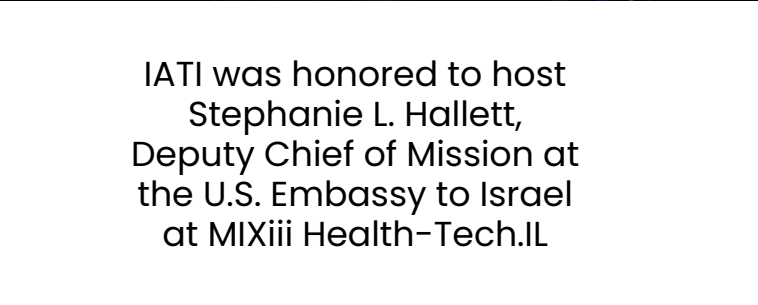 IATI was honored to host
Stephanie L. Hallett,
Deputy Chief of Mission at
the U.S. Embassy to Israel
at MIXiii Health-Tech.IL